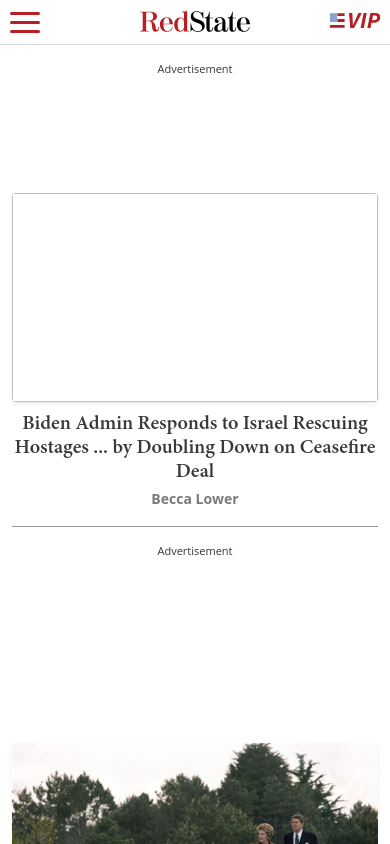 RedState
VIP
Advertisement
Biden Admin Responds to Israel Rescuing
Hostages ... by Doubling Down on Ceasefire
Deal
Becca Lower
Advertisement